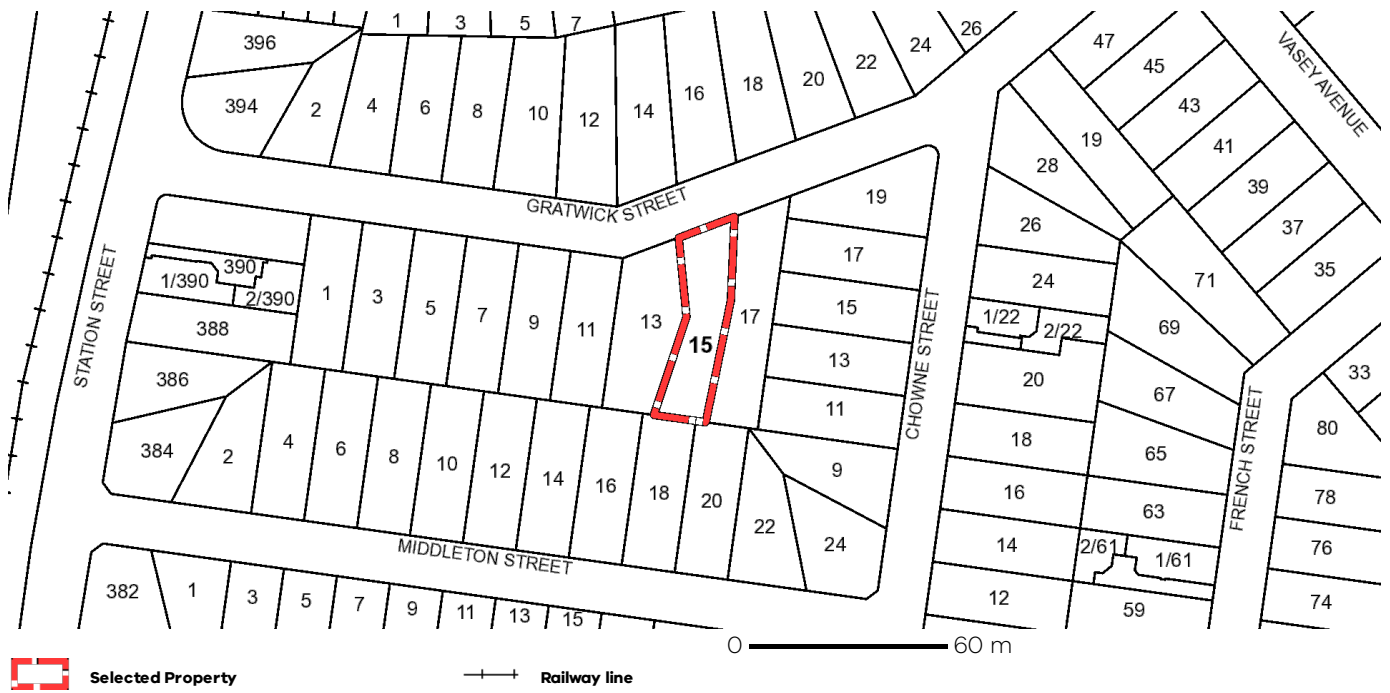 1 3 5 7 26
396 47
24
22 45
18 20
16 VASEY AVENUE
394 2 4 6 8 10 12 14 43
19 41
28 39
GRATWICK STREET 19
26 37
17
390 24 71 35
1/390 2/390 1 3 5 7 9 11 13 15 17
15
1/22 2/22 69
388
STATION STREET CHOWNE STREET
13 20 33
386 67
11
FRENCH STREET 80
384 2 4 6 8 10 12 14 16 18 20 22 9 18 65
24 16 63 78
MIDDLETON STREET 14 2/61 1/61 76
382 1 3 5 7 9 11 13 15 12 59 74
0 60 m
Selected Property Railway line